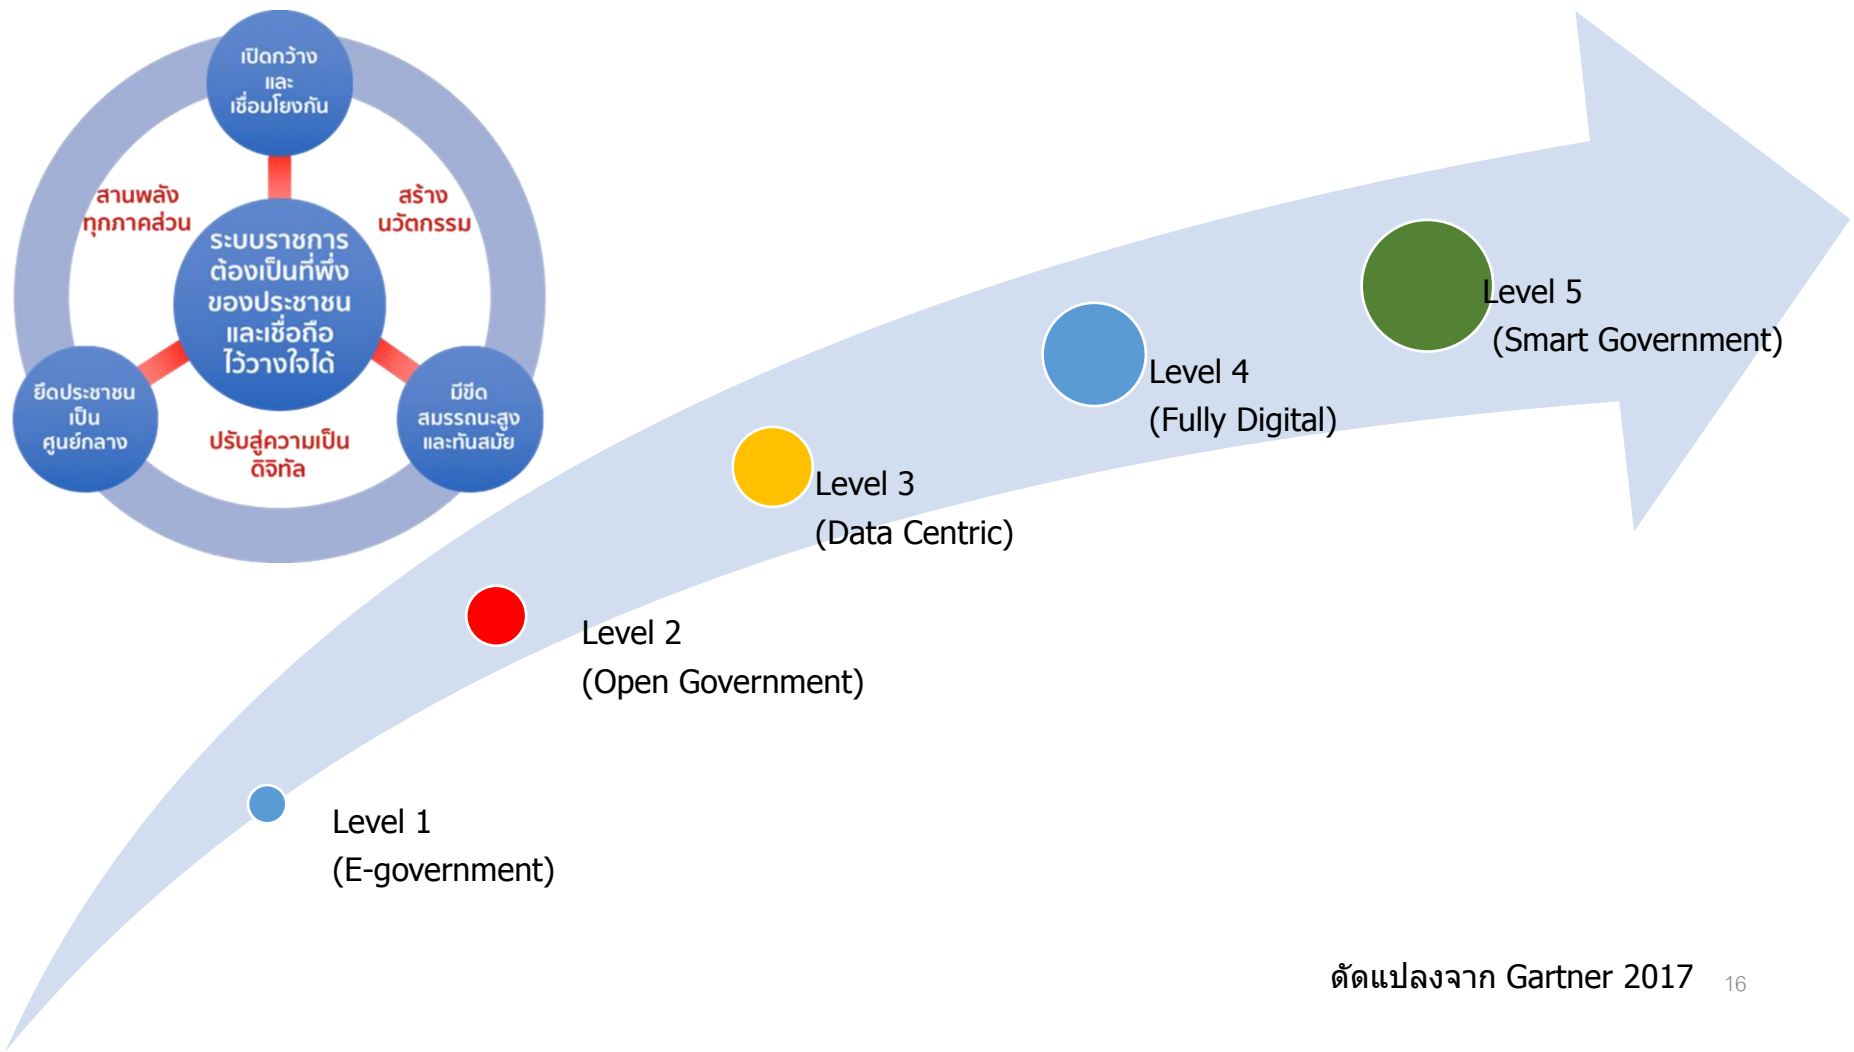 เปิดกว้าง
และ
เชื่อมโยงกัน
สานพลัง
ทุกภาคส่วน
สร้าง
นวัตกรรม
ระบบราชการ
ต้องเป็นที่พึ่ง
ของประชาชน
และเชื่อถือ
ไว้วางใจได้
ยึดประชาชน
เป็น
ศูนย์กลาง
มีขีด
สมรรถนะสูง
และทันสมัย
ปรับสู่ความเป็น
ดิจิทัล
Level 1
(E-government)
Level 2
(Open Government)
Level 3
(Data Centric)
Level 4
(Fully Digital)
Level 5
(Smart Government)
ดัดแปลงจาก Gartner 2017
16